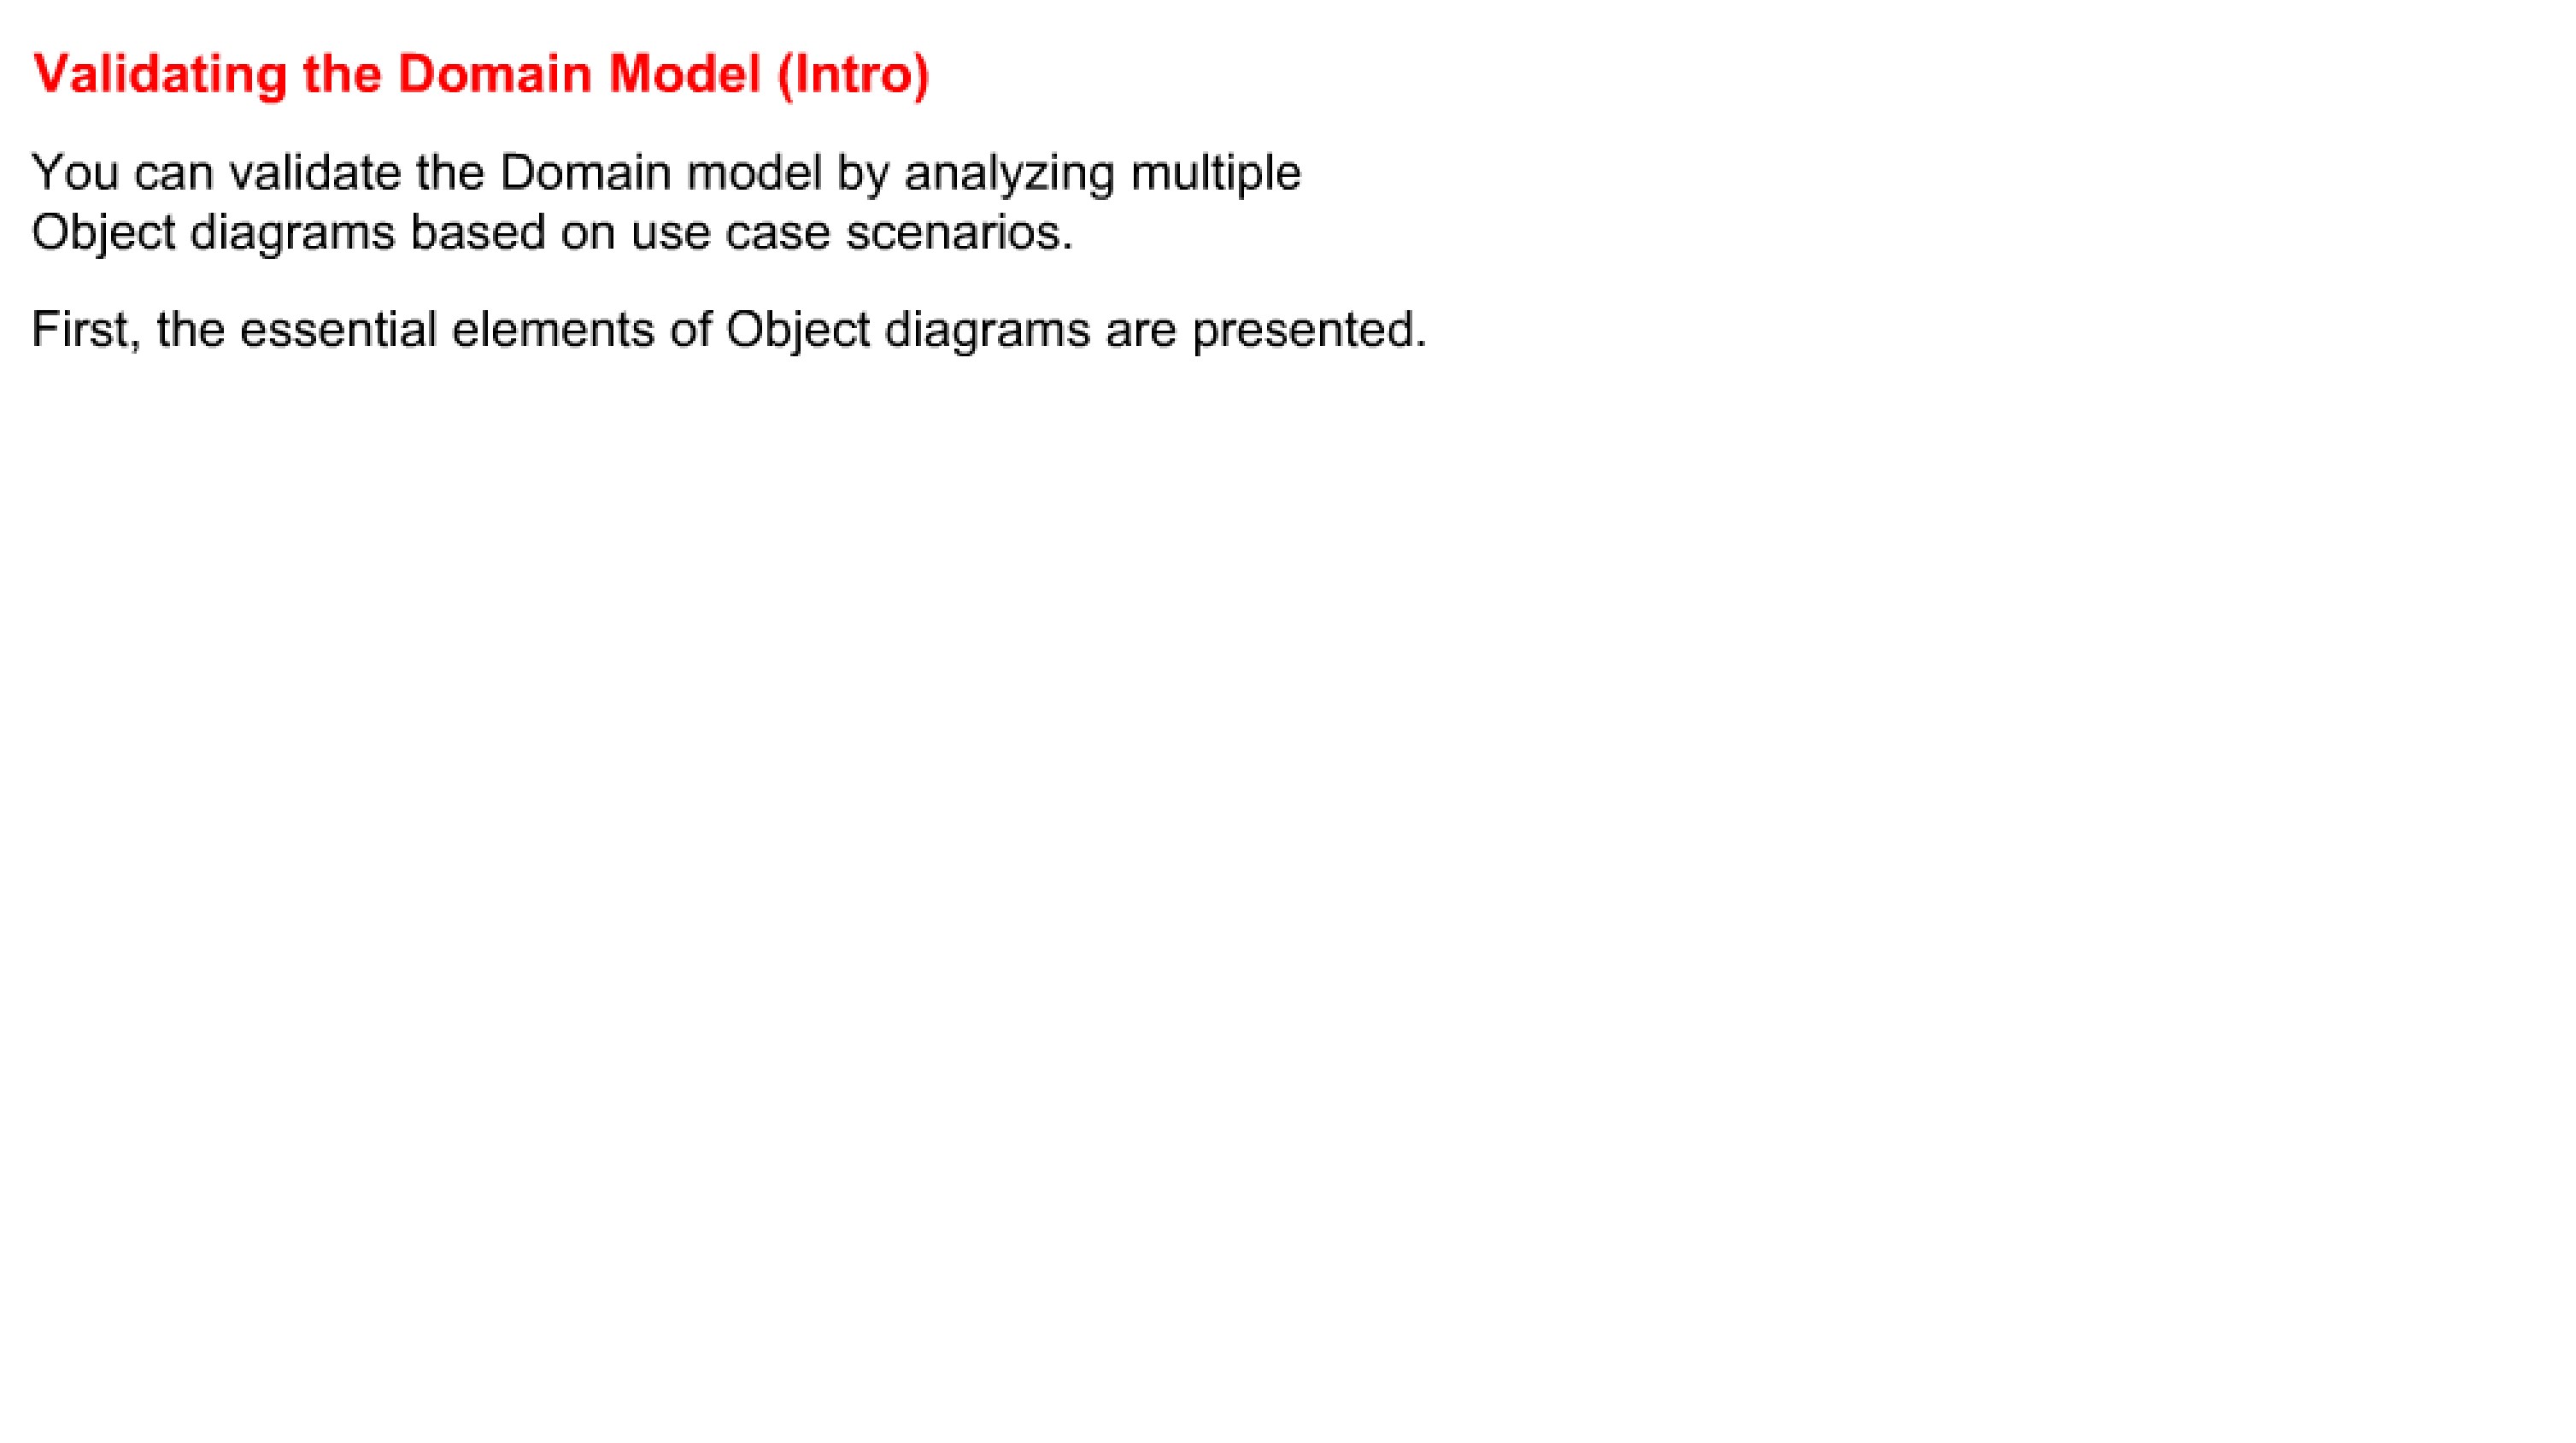 Validating the Domain Model (Intro)
You can validate the Domain model by analyzing multiple
Object diagrams based on use case scenarios.
First, the essential elements of Object diagrams are presented.